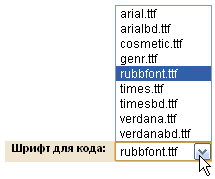 arial.ttf
arialbd.ttf
cosmetic.ttf
genr.ttf
rubbfont.ttf
times.ttf
timesbd.ttf
verdana.ttf
verdanabd.ttf
Шрифт для кода: rubbfont.ttf